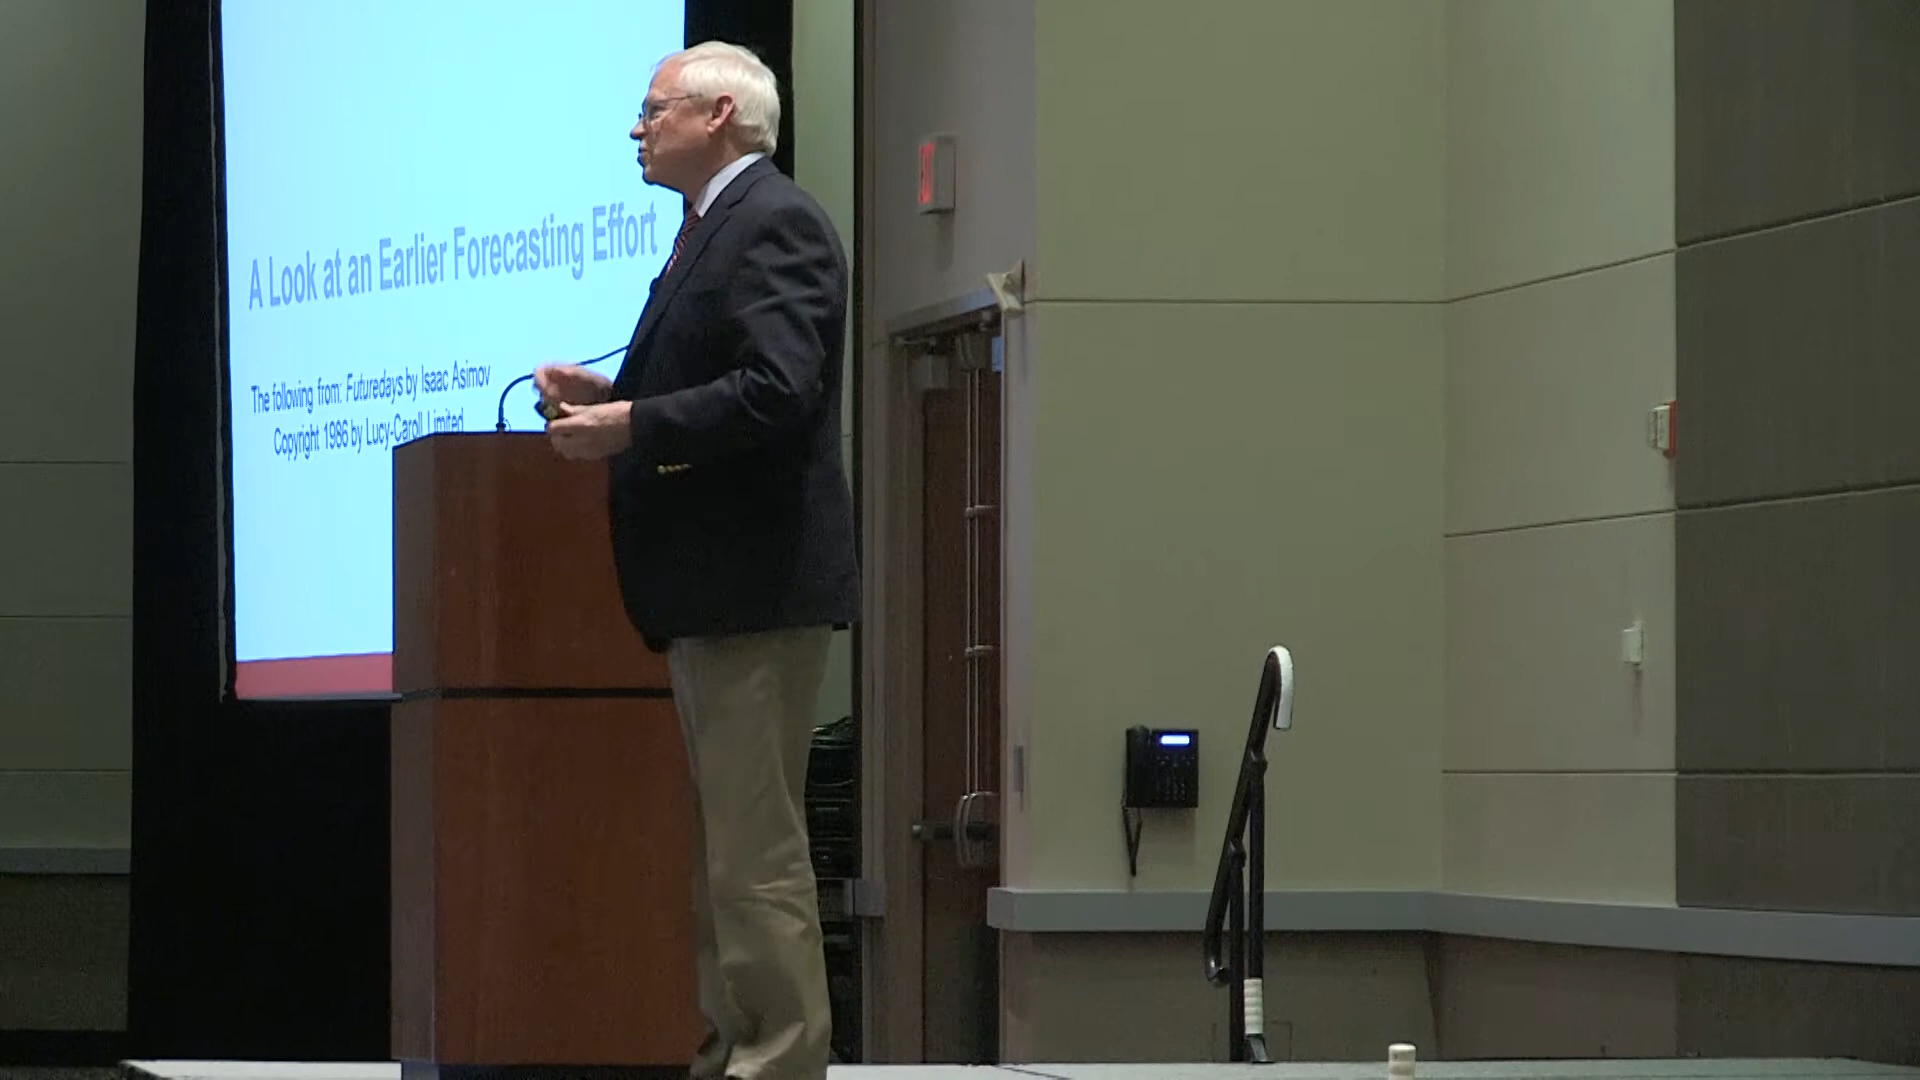 A Look at an Earlier Forecasting Effort
The following from: Futuredays by Isaac Asimov
Copyright 1986 by Lucy-Caroll Limited